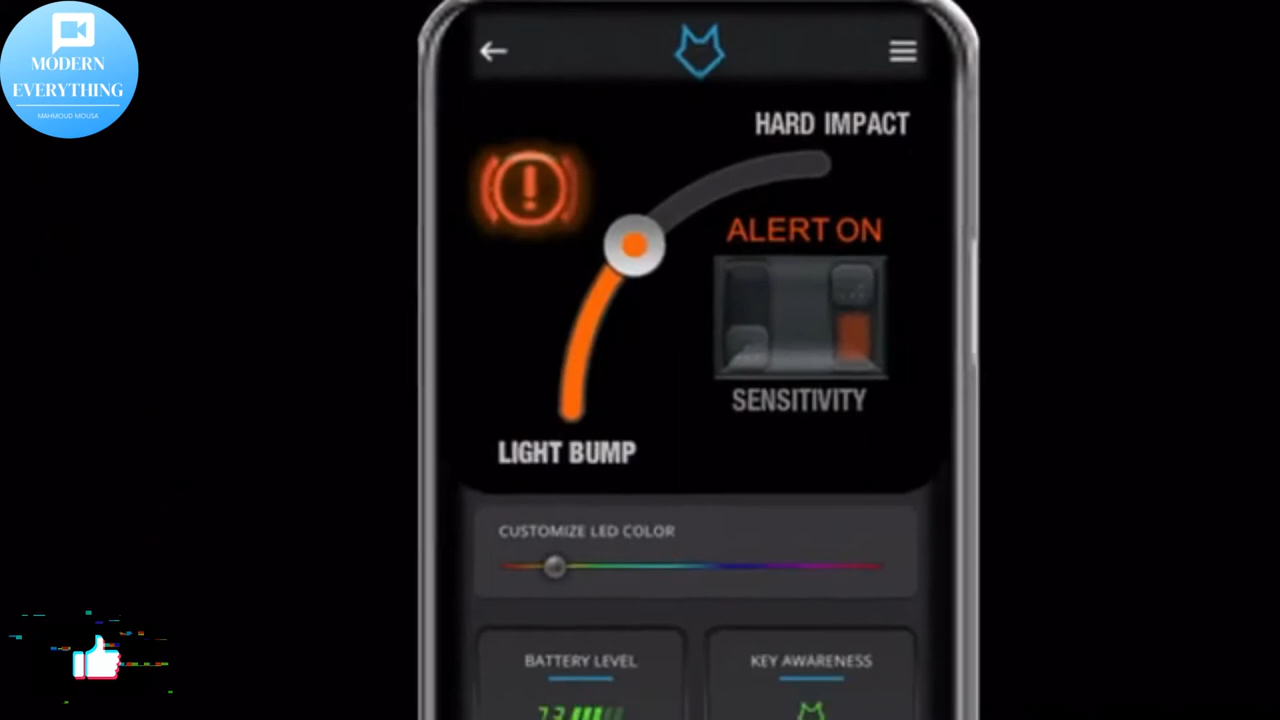 MODERN
EVERYTHING
MAHMOUD MOUSA
HARD IMPACT
ALERT ON
SENSITIVITY
LIGHT BUMP
CUSTOMIZE LED COLOR
BATTERY LEVEL
KEY AWARENESS